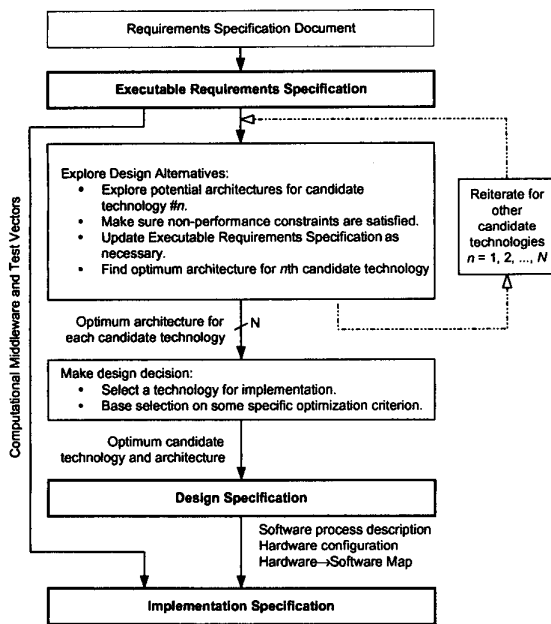 Requirements Specification Document
Executable Requirements Specification
Explore Design Alternatives:
• Explore potential architectures for candidate
technology #n.
• Make sure non-performance constraints are satisfied.
• Update Executable Requirements Specification as
necessary.
• Find optimum architecture for nth candidate technology
Reiterate for
other
candidate
technologies
n = 1, 2, ..., N
Computational Middleware and Test Vectors
Optimum architecture for
each candidate technology
N
Make design decision:
• Select a technology for implementation.
• Base selection on some specific optimization criterion.
Optimum candidate
technology and architecture
Design Specification
Software process description
Hardware configuration
Hardware→Software Map
Implementation Specification